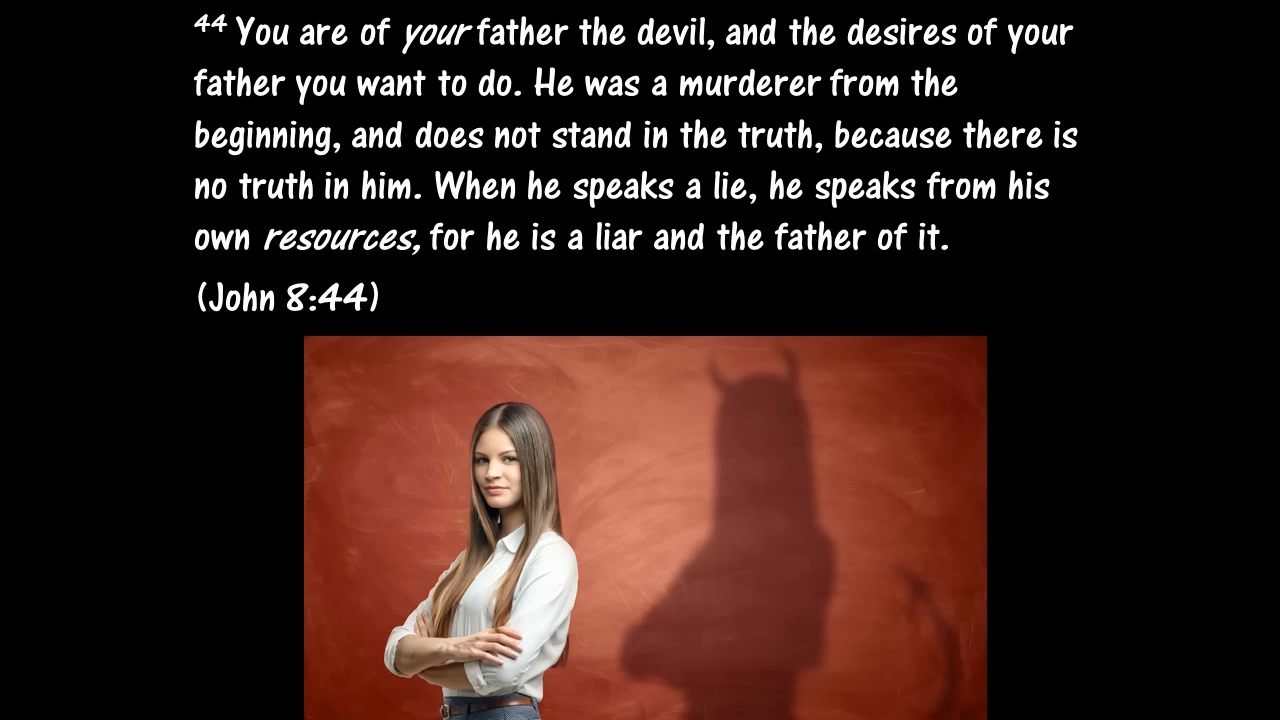 44 You are of your father the devil, and the desires of your
father you want to do. He was a murderer from the
beginning, and does not stand in the truth, because there is
no truth in him. When he speaks a lie, he speaks from his
own resources, for he is a liar and the father of it.
(John 8:44)